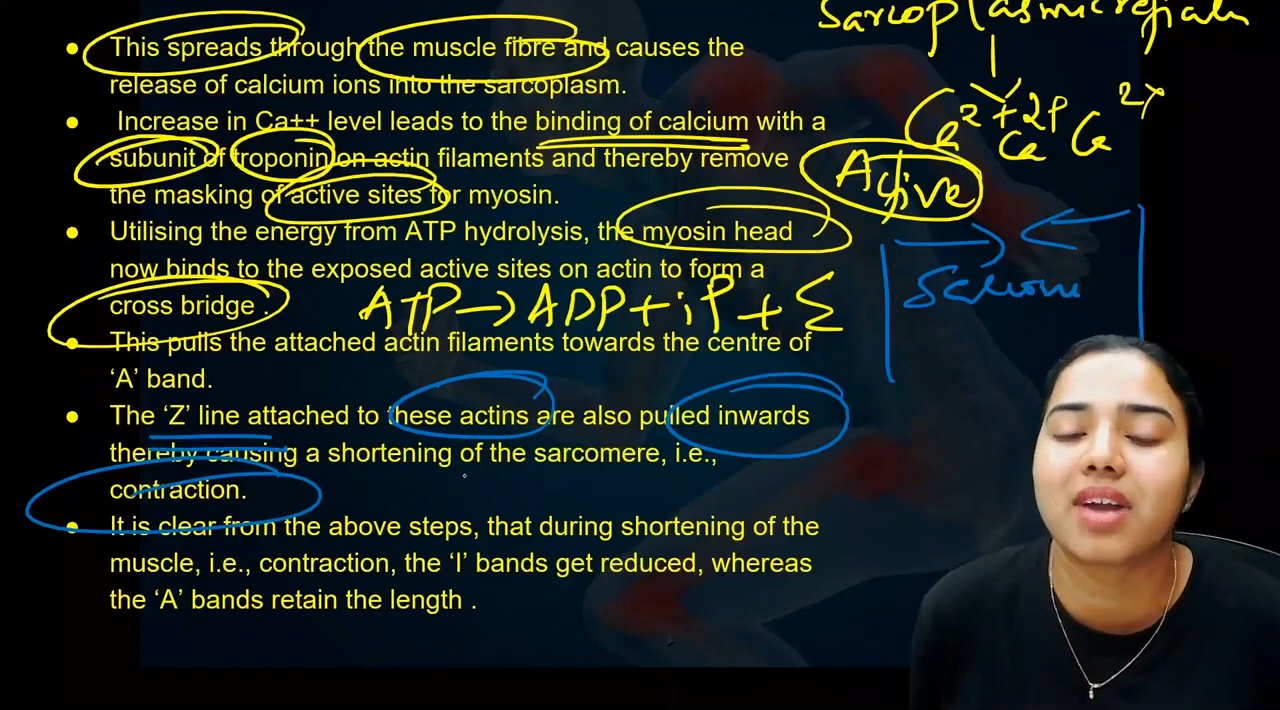 Sarcoplasmic
● This spreads through the muscle fibre and causes the
release of calcium ions into the sarcoplasm.
● Increase in Ca++ level leads to the binding of calcium with a
subunit of troponin on actin filaments and thereby remove
the masking of active sites for myosin.
Active
● Utilising the energy from ATP hydrolysis, the myosin head
now binds to the exposed active sites on actin to form a
cross bridge .
ATP → ADP + iP + Σ
● This pulls the attached actin filaments towards the centre of
‘A’ band.
● The ‘Z’ line attached to these actins are also pulled inwards
thereby causing a shortening of the sarcomere, i.e.,
contraction.
● It is clear from the above steps, that during shortening of the
muscle, i.e., contraction, the ‘I’ bands get reduced, whereas
the ‘A’ bands retain the length .